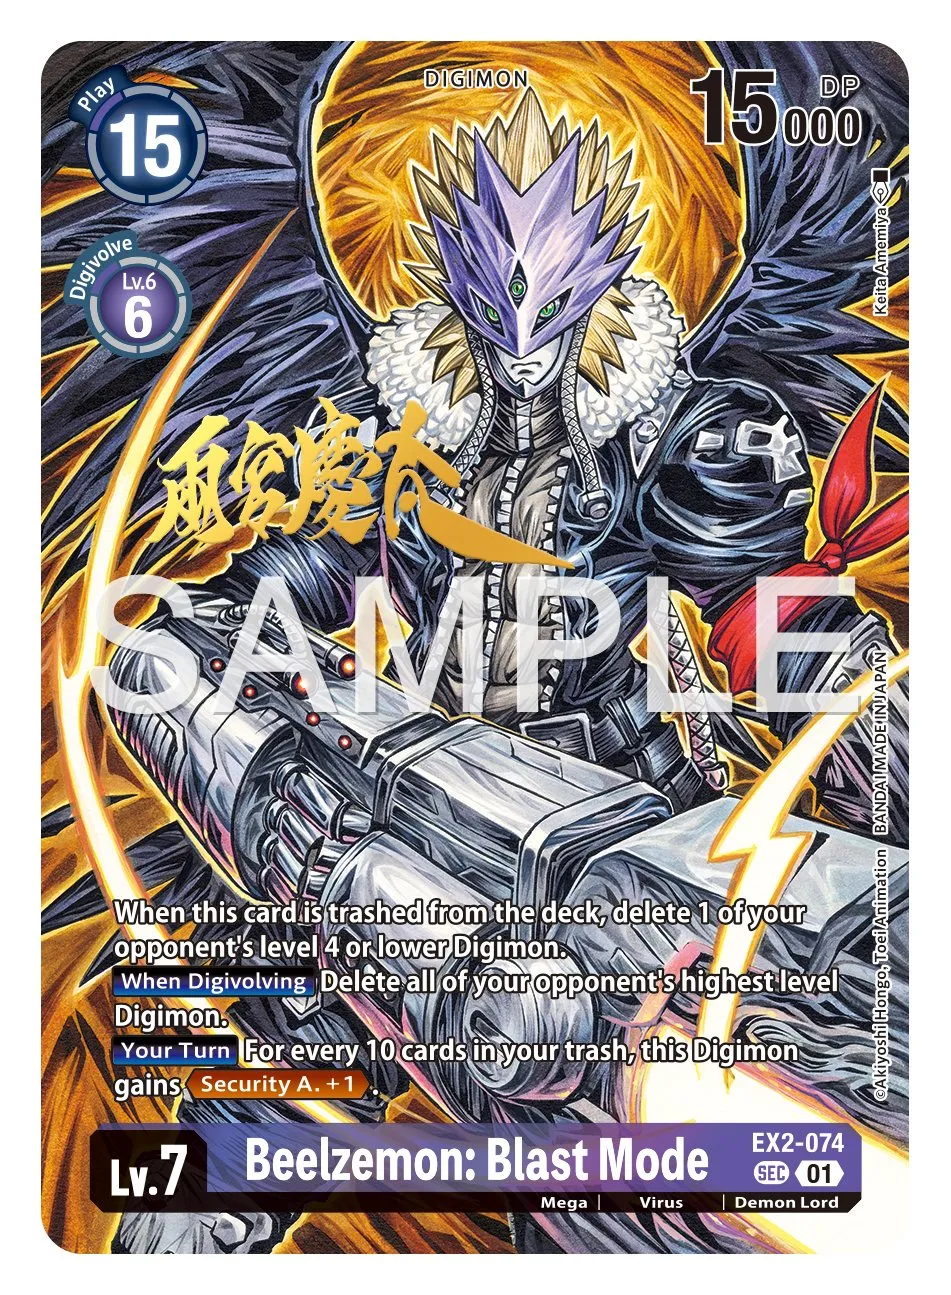 DIGIMON
Play
15
15000 DP
Digivolve
Lv.6
6
Keita Amemiya
雨宮慶太
SAMPLE
BANDAI MADE IN JAPAN
©Akiyoshi Hongo, Toei Animation
When this card is trashed from the deck, delete 1 of your
opponent's level 4 or lower Digimon.
When Digivolving Delete all of your opponent's highest level
Digimon.
Your Turn For every 10 cards in your trash, this Digimon
gains Security A. +1 .
Lv.7
Beelzemon: Blast Mode
EX2-074
SEC 01
Mega | Virus | Demon Lord